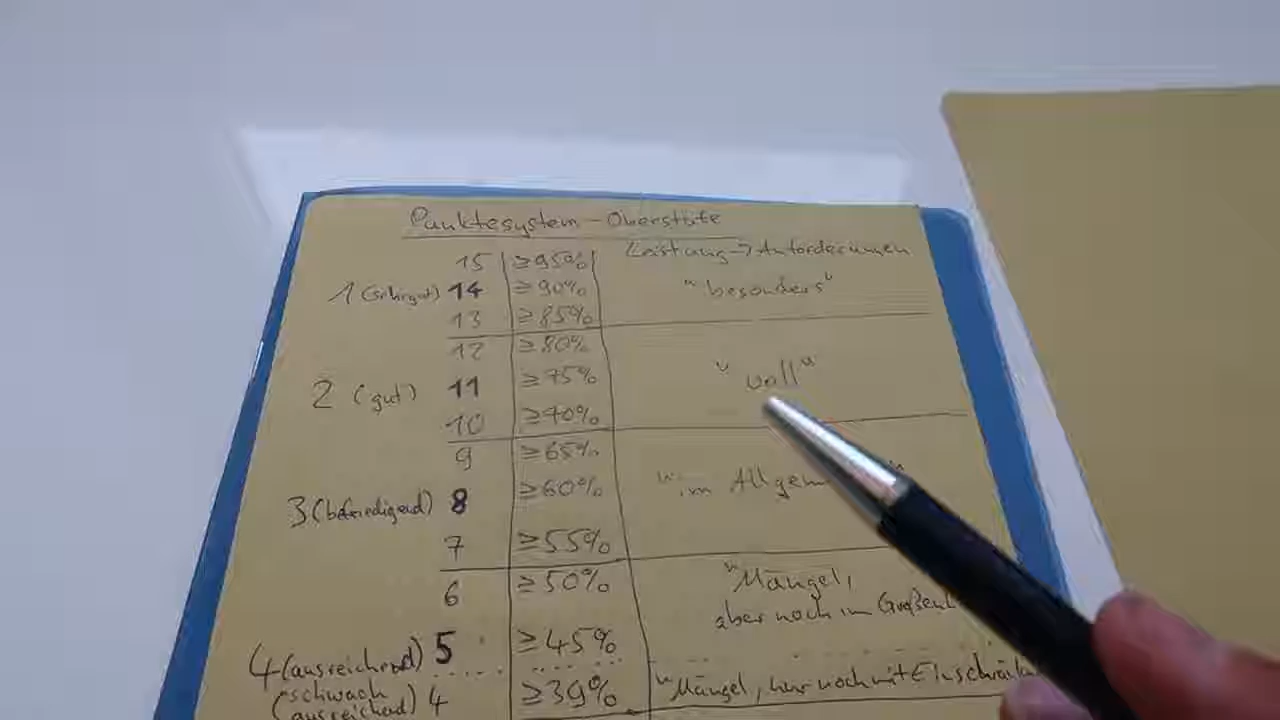 Punktesystem - Oberstufe
Leistung → Anforderungen
15 ≥95%
1 (sehr gut) 14 ≥90% "besonders"
13 ≥85%
12 ≥80%
2 (gut) 11 ≥75% "voll"
10 ≥70%
9 ≥65%
3 (befriedigend) 8 ≥60% "im Allgem
7 ≥55%
6 ≥50% "Mängel,
aber noch im Großen
4 (ausreichend) 5 ≥45%
(schwach 4 ≥39% "Mängel, nur noch mit Einschränku
ausreichend)